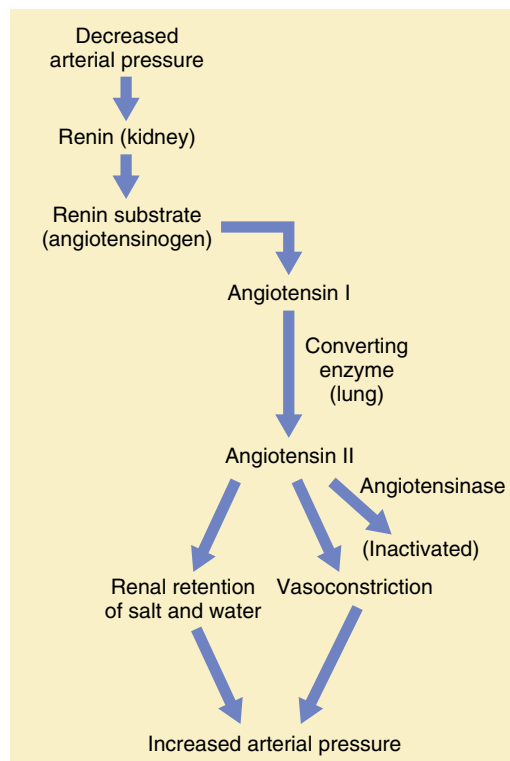 Decreased
arterial pressure
Renin (kidney)
Renin substrate
(angiotensinogen)
Angiotensin I
Converting
enzyme
(lung)
Angiotensin II
Angiotensinase
(Inactivated)
Renal retention
of salt and water
Vasoconstriction
Increased arterial pressure